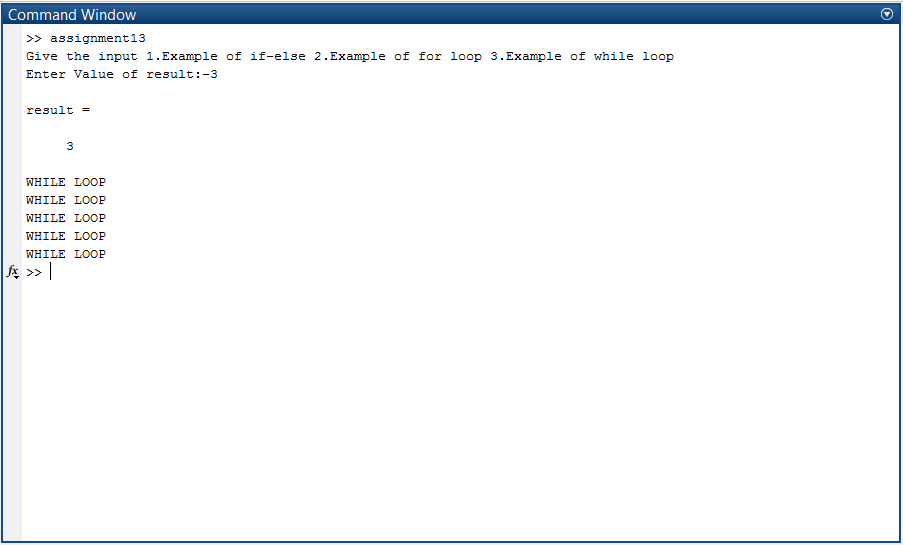 Command Window
>> assignment13
Give the input 1.Example of if-else 2.Example of for loop 3.Example of while loop
Enter Value of result:-3
result =
3
WHILE LOOP
WHILE LOOP
WHILE LOOP
WHILE LOOP
WHILE LOOP
fx >>